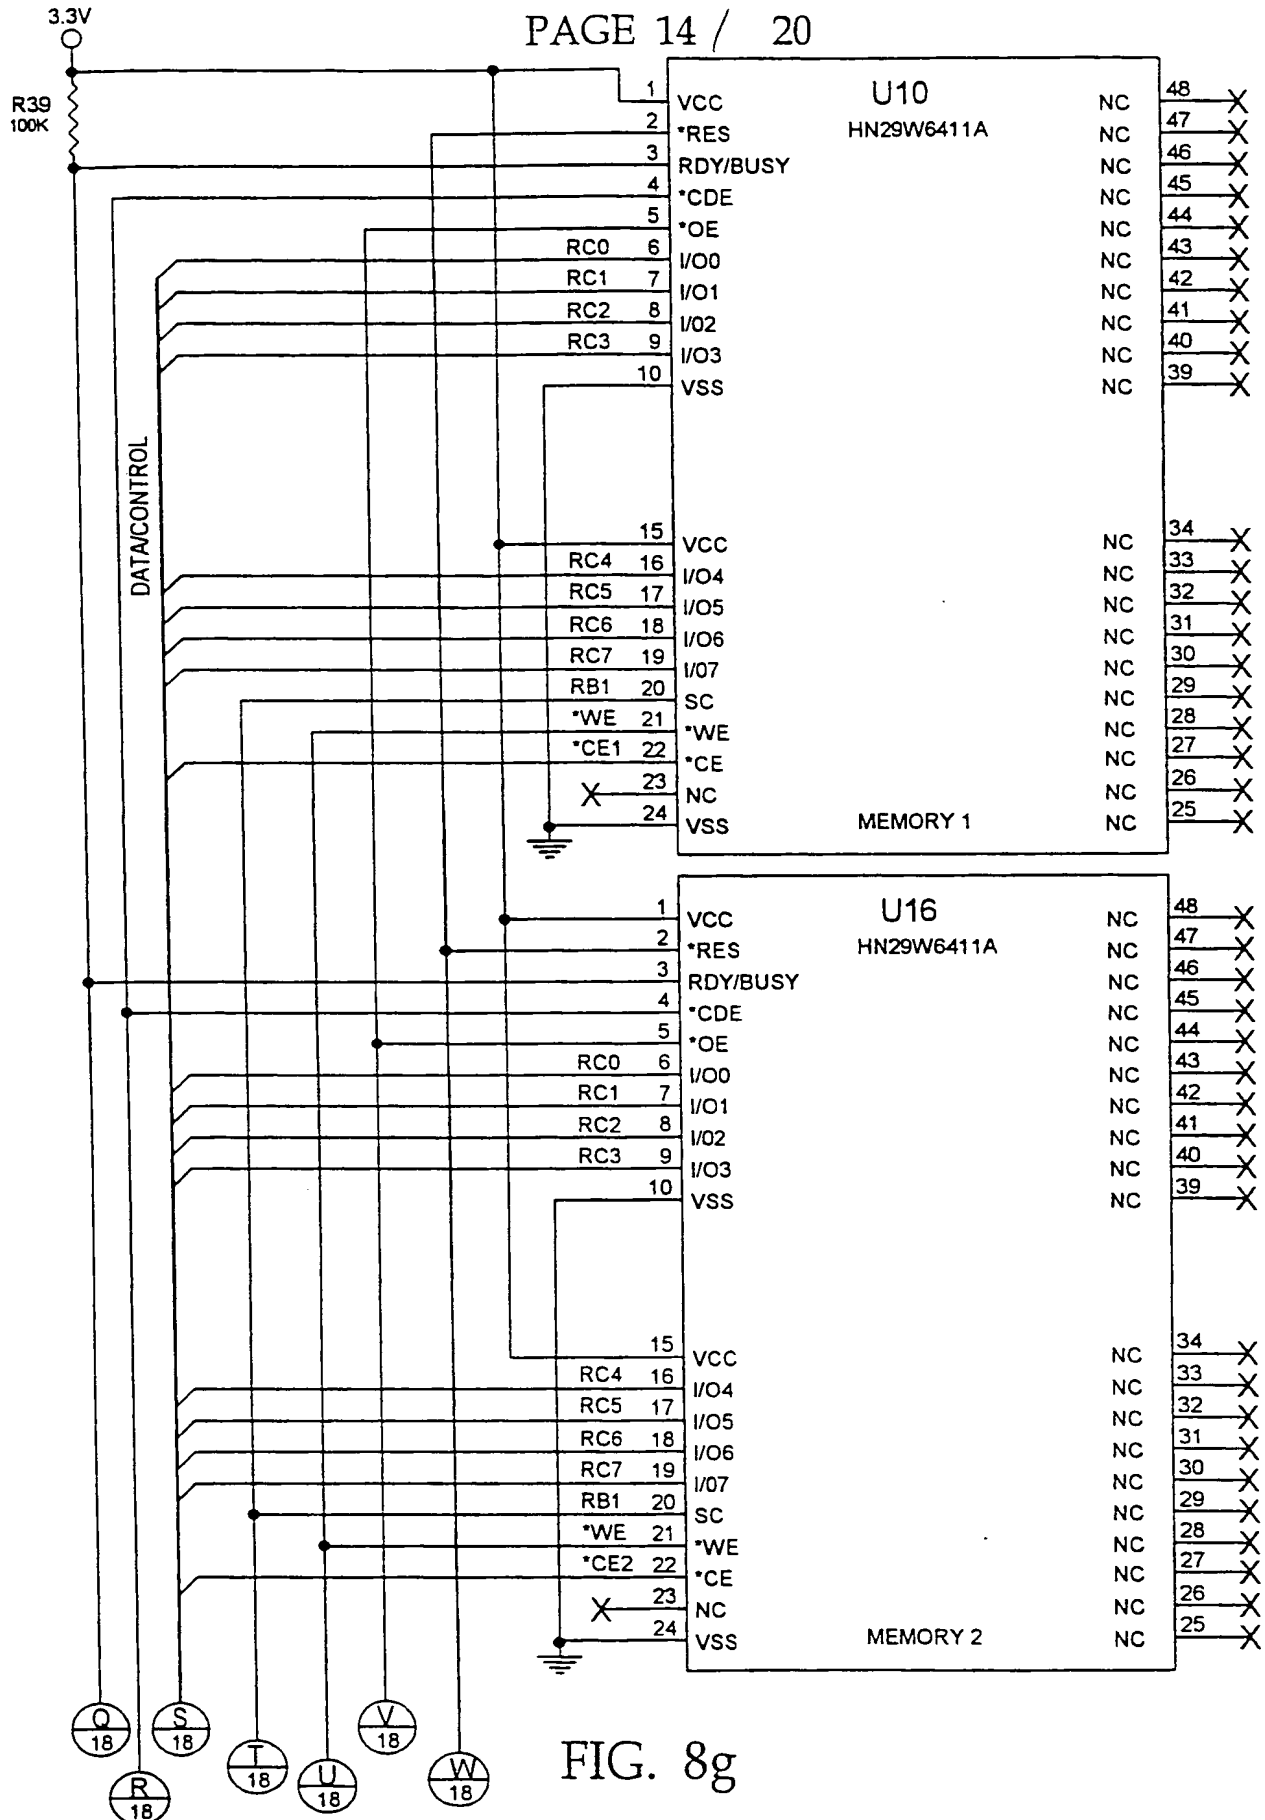 PAGE 14 / 20
3.3V
R39
100K
DATA/CONTROL
U10
HN29W6411A
1 VCC NC 48
2 *RES NC 47
3 RDY/BUSY NC 46
4 *CDE NC 45
5 *OE NC 44
RC0 6 I/O0 NC 43
RC1 7 I/O1 NC 42
RC2 8 I/02 NC 41
RC3 9 I/O3 NC 40
10 VSS NC 39
15 VCC NC 34
RC4 16 I/O4 NC 33
RC5 17 I/O5 NC 32
RC6 18 I/O6 NC 31
RC7 19 I/07 NC 30
RB1 20 SC NC 29
*WE 21 *WE NC 28
*CE1 22 *CE NC 27
23 NC NC 26
24 VSS MEMORY 1 NC 25
U16
HN29W6411A
1 VCC NC 48
2 *RES NC 47
3 RDY/BUSY NC 46
4 *CDE NC 45
5 *OE NC 44
RC0 6 I/O0 NC 43
RC1 7 I/O1 NC 42
RC2 8 I/02 NC 41
RC3 9 I/O3 NC 40
10 VSS NC 39
15 VCC NC 34
RC4 16 I/O4 NC 33
RC5 17 I/O5 NC 32
RC6 18 I/O6 NC 31
RC7 19 I/07 NC 30
RB1 20 SC NC 29
*WE 21 *WE NC 28
*CE2 22 *CE NC 27
23 NC NC 26
24 VSS MEMORY 2 NC 25
Q 18
R 18
S 18
T 18
U 18
V 18
W 18
FIG. 8g